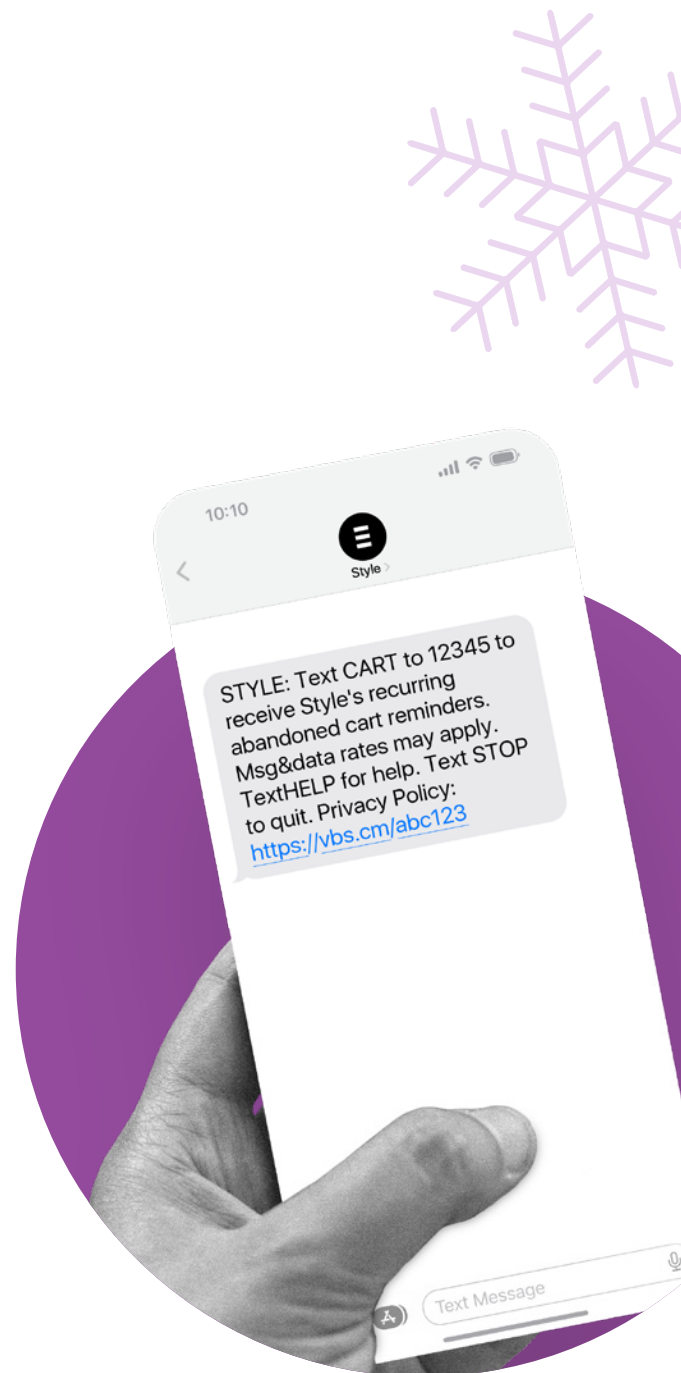 10:10
Style
STYLE: Text CART to 12345 to
receive Style's recurring
abandoned cart reminders.
Msg&data rates may apply.
TextHELP for help. Text STOP
to quit. Privacy Policy:
https://vbs.cm/abc123
Text Message